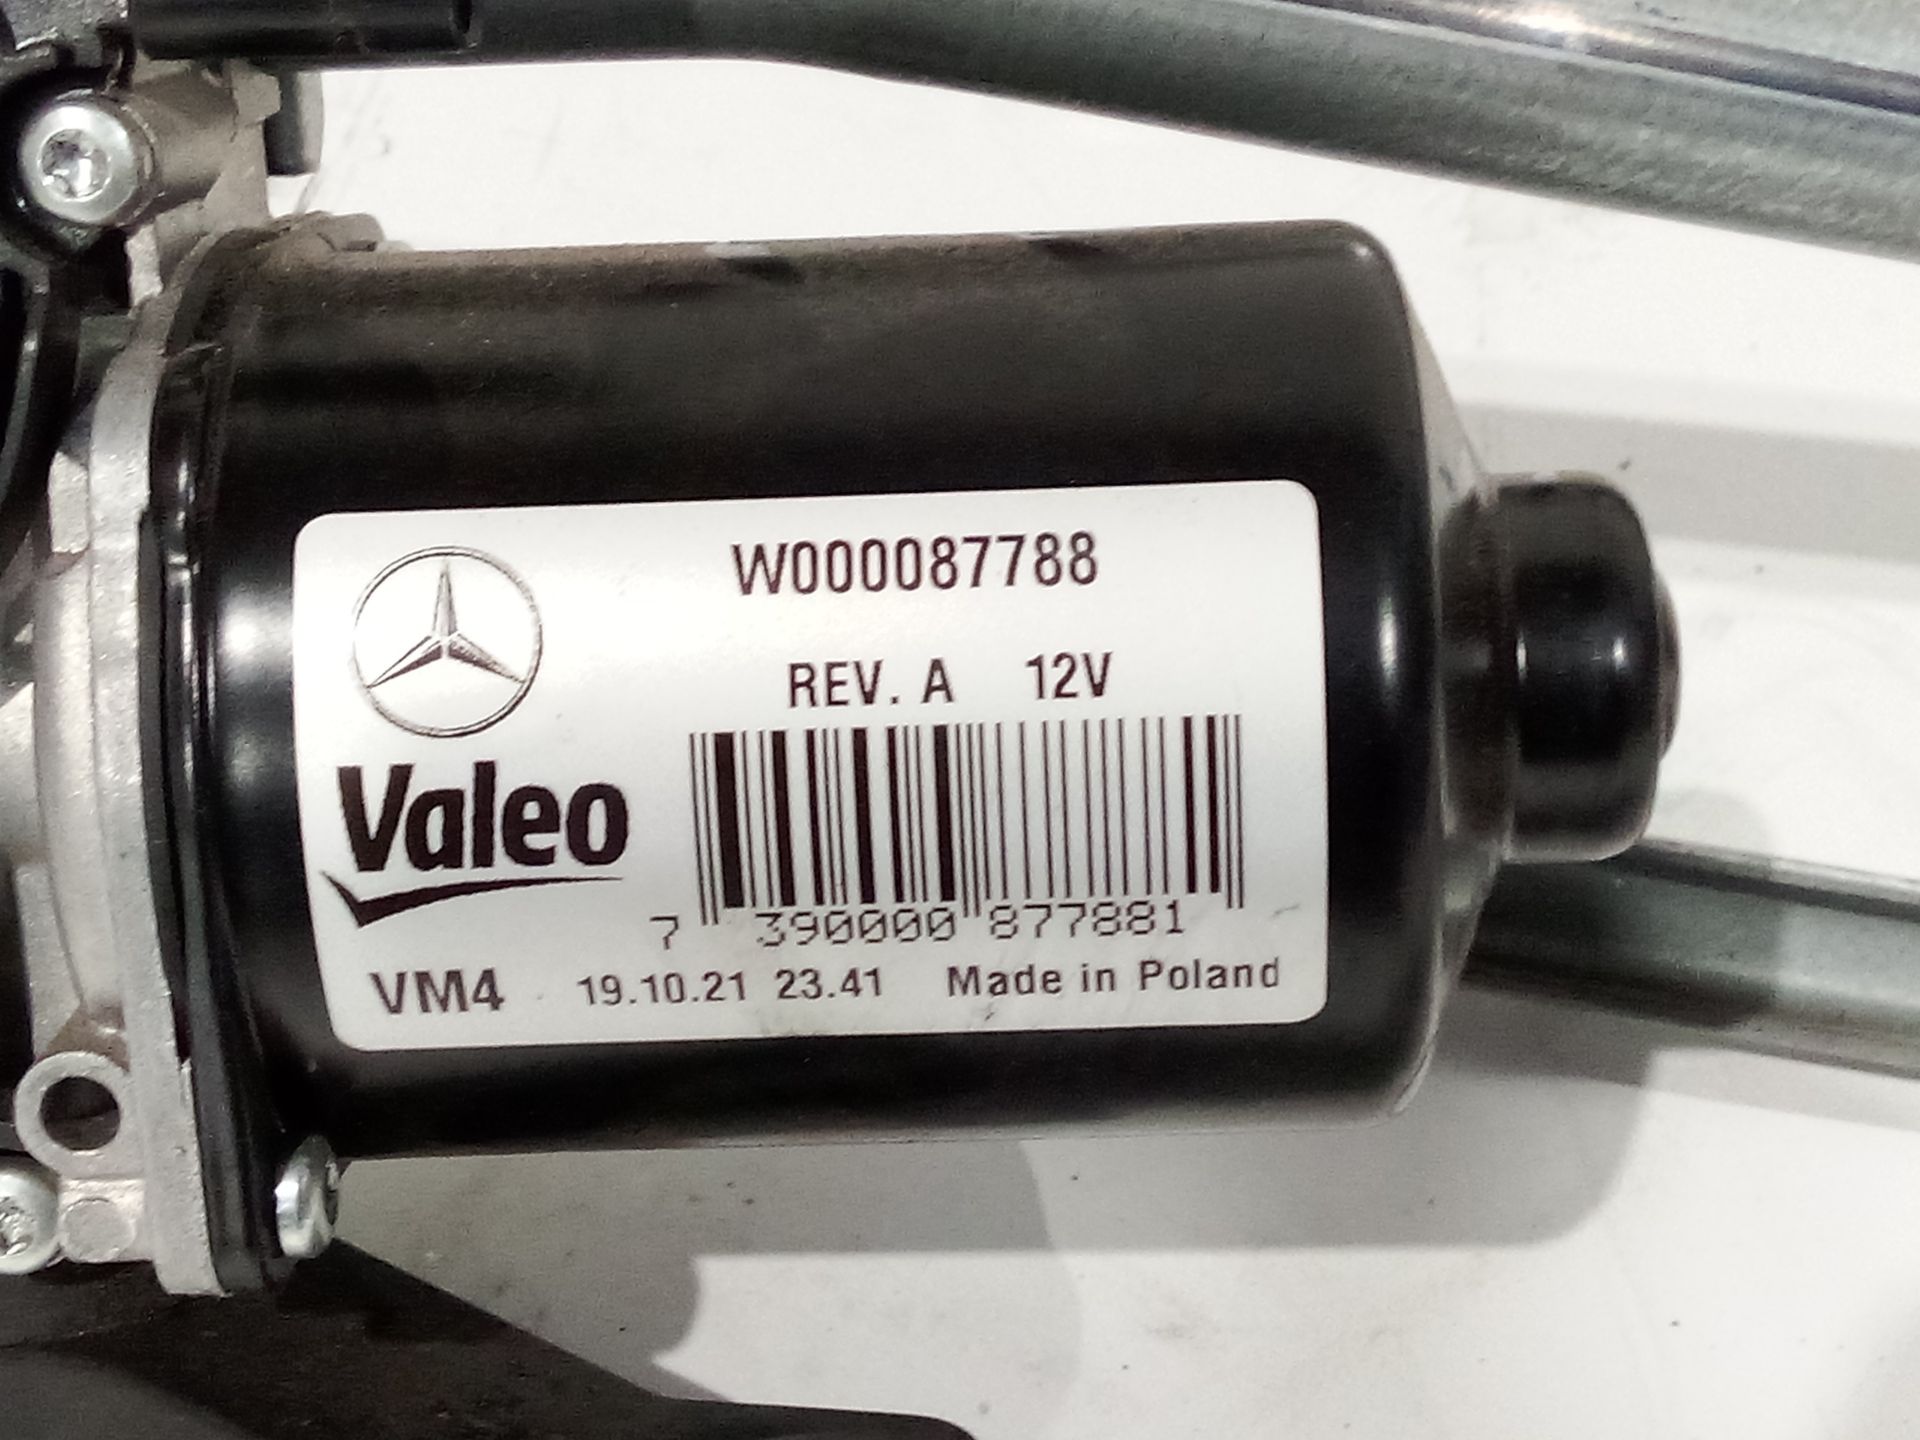 W000087788
REV. A 12V
Valeo
7 390000 877881
VM4 19.10.21 23.41 Made in Poland